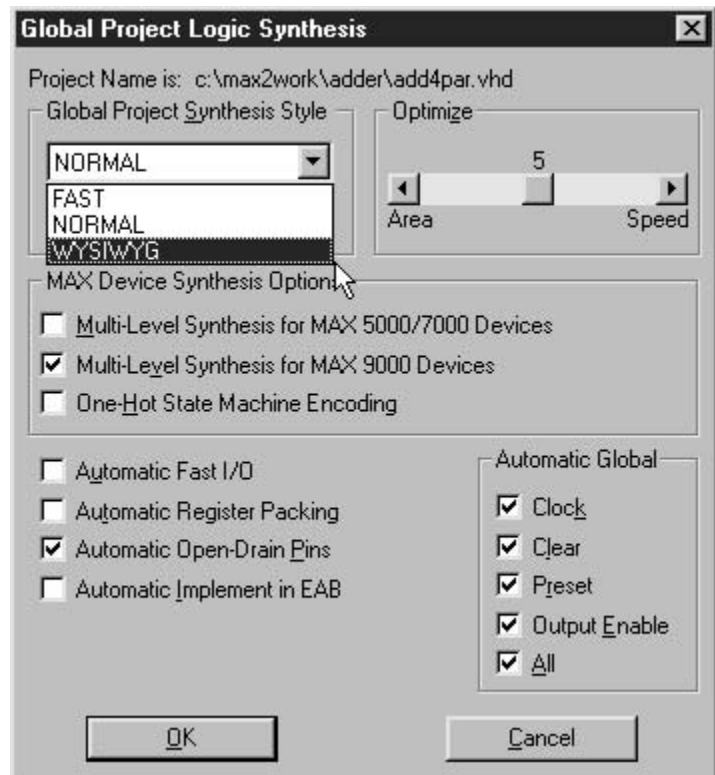 Global Project Logic Synthesis
Project Name is: c:\max2work\adder\add4par.vhd
Global Project Synthesis Style
NORMAL
FAST
NORMAL
WYSIWYG
Optimize
5
Area Speed
MAX Device Synthesis Options
Multi-Level Synthesis for MAX 5000/7000 Devices
Multi-Level Synthesis for MAX 9000 Devices
One-Hot State Machine Encoding
Automatic Fast I/O
Automatic Register Packing
Automatic Open-Drain Pins
Automatic Implement in EAB
Automatic Global
Clock
Clear
Preset
Output Enable
All
OK
Cancel